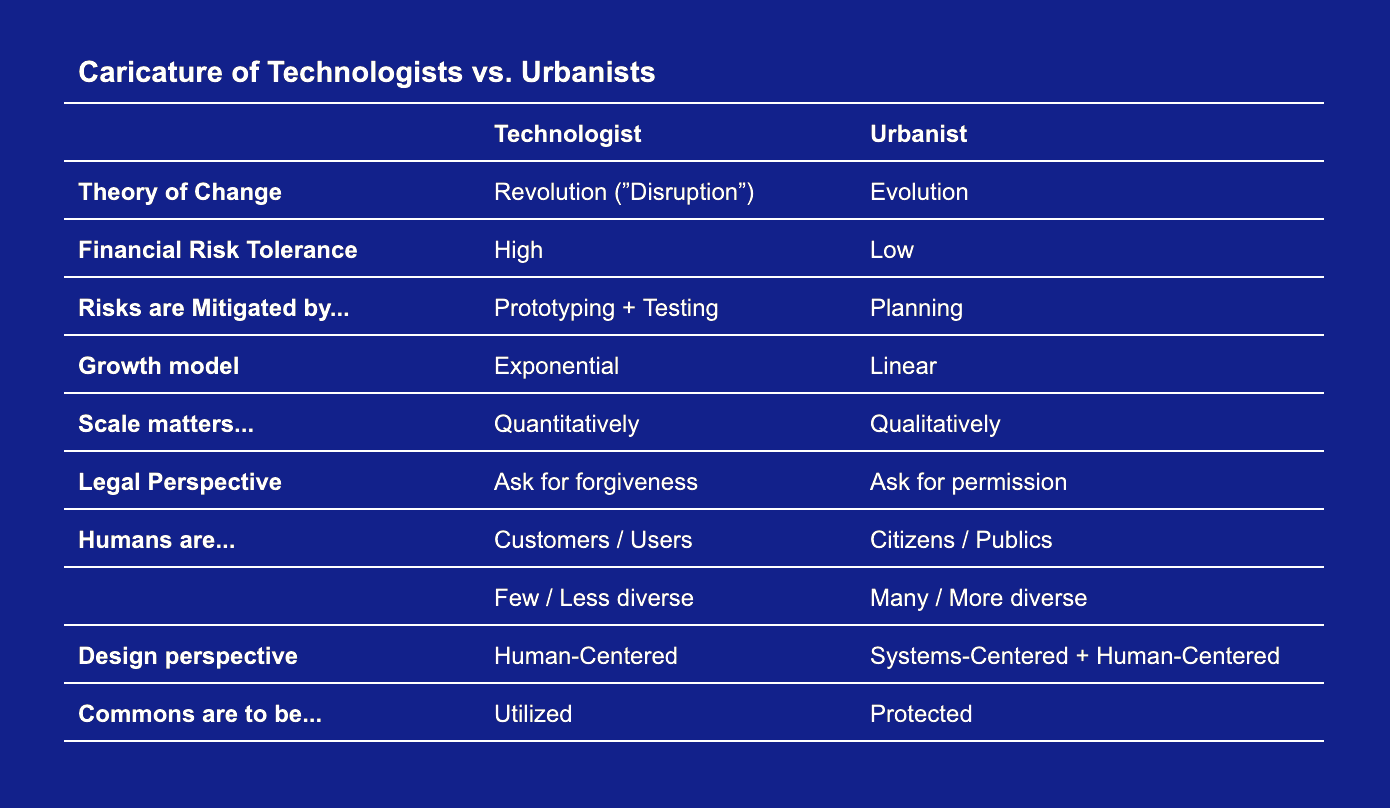 Caricature of Technologists vs. Urbanists
Technologist Urbanist
Theory of Change Revolution (”Disruption”) Evolution
Financial Risk Tolerance High Low
Risks are Mitigated by... Prototyping + Testing Planning
Growth model Exponential Linear
Scale matters... Quantitatively Qualitatively
Legal Perspective Ask for forgiveness Ask for permission
Humans are... Customers / Users Citizens / Publics
Few / Less diverse Many / More diverse
Design perspective Human-Centered Systems-Centered + Human-Centered
Commons are to be... Utilized Protected